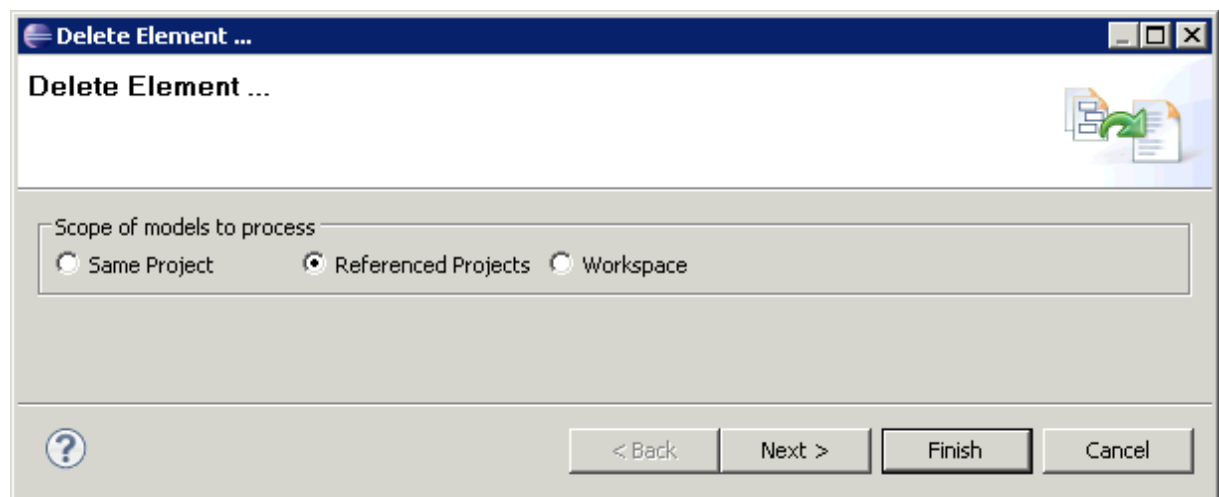 Delete Element ...
Delete Element ...
Scope of models to process
Same Project Referenced Projects Workspace
? < Back Next > Finish Cancel